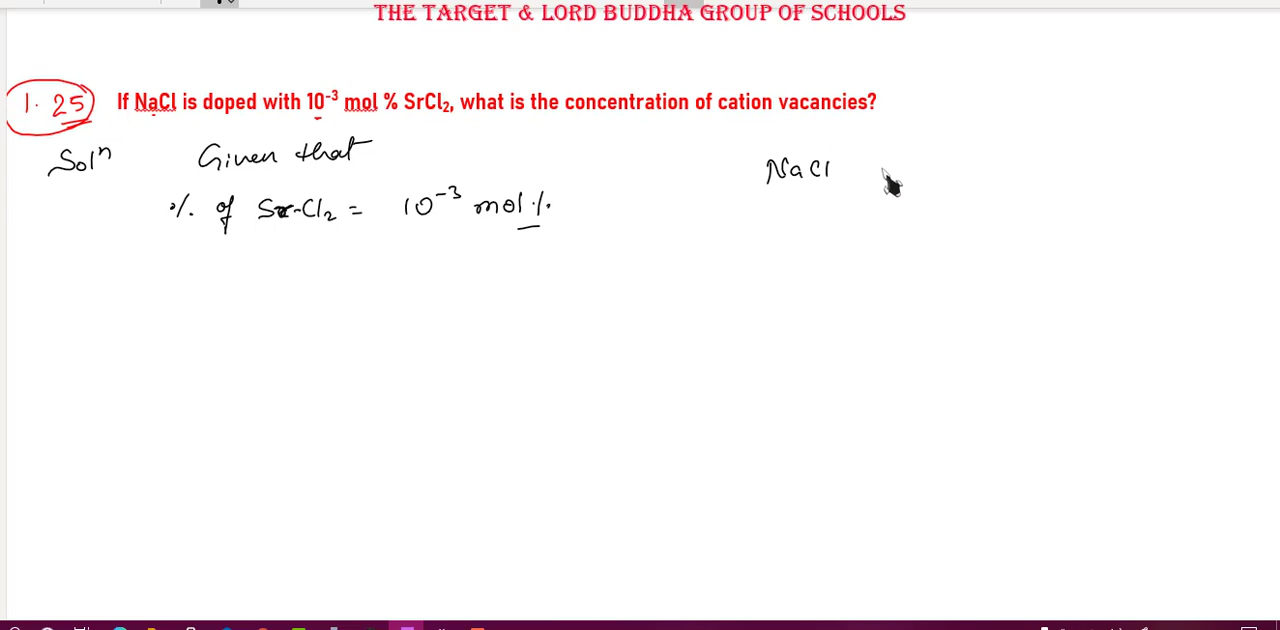 THE TARGET & LORD BUDDHA GROUP OF SCHOOLS
1.25 If NaCl is doped with 10⁻³ mol % SrCl₂, what is the concentration of cation vacancies?
Solⁿ Given that
NaCl
% of SrCl₂ = 10⁻³ mol%